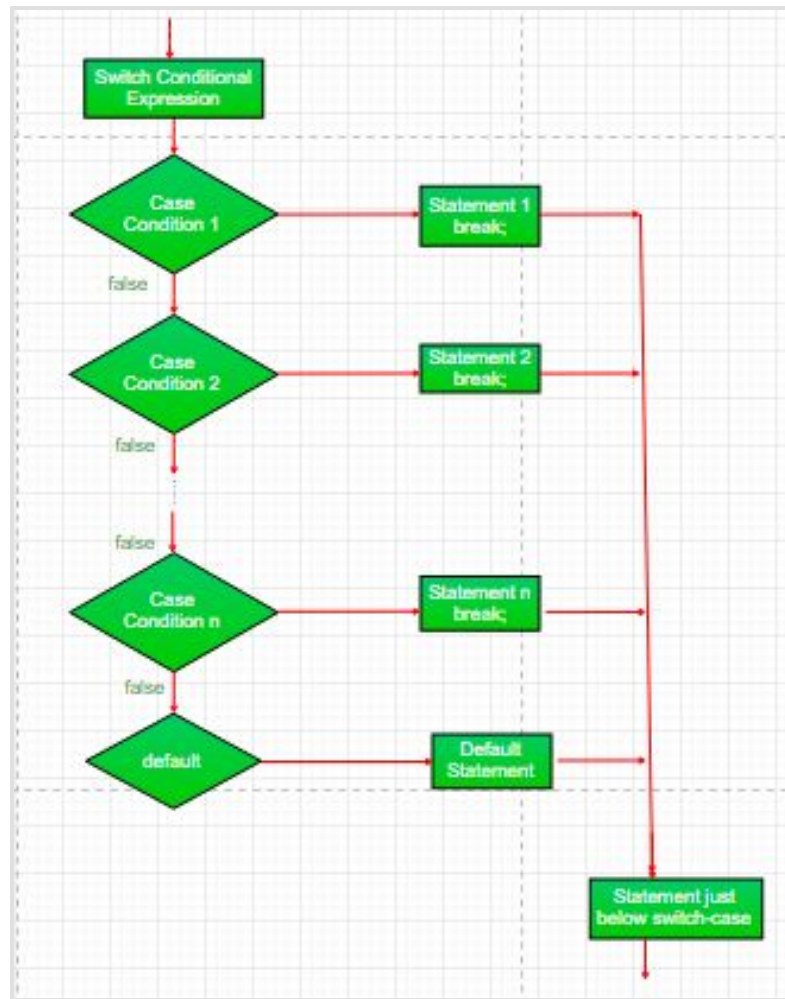 Switch Conditional
Expression
Case
Condition 1
Statement 1
break;
false
Case
Condition 2
Statement 2
break;
false
false
Case
Condition n
Statement n
break;
false
default
Default
Statement
Statement just
below switch-case